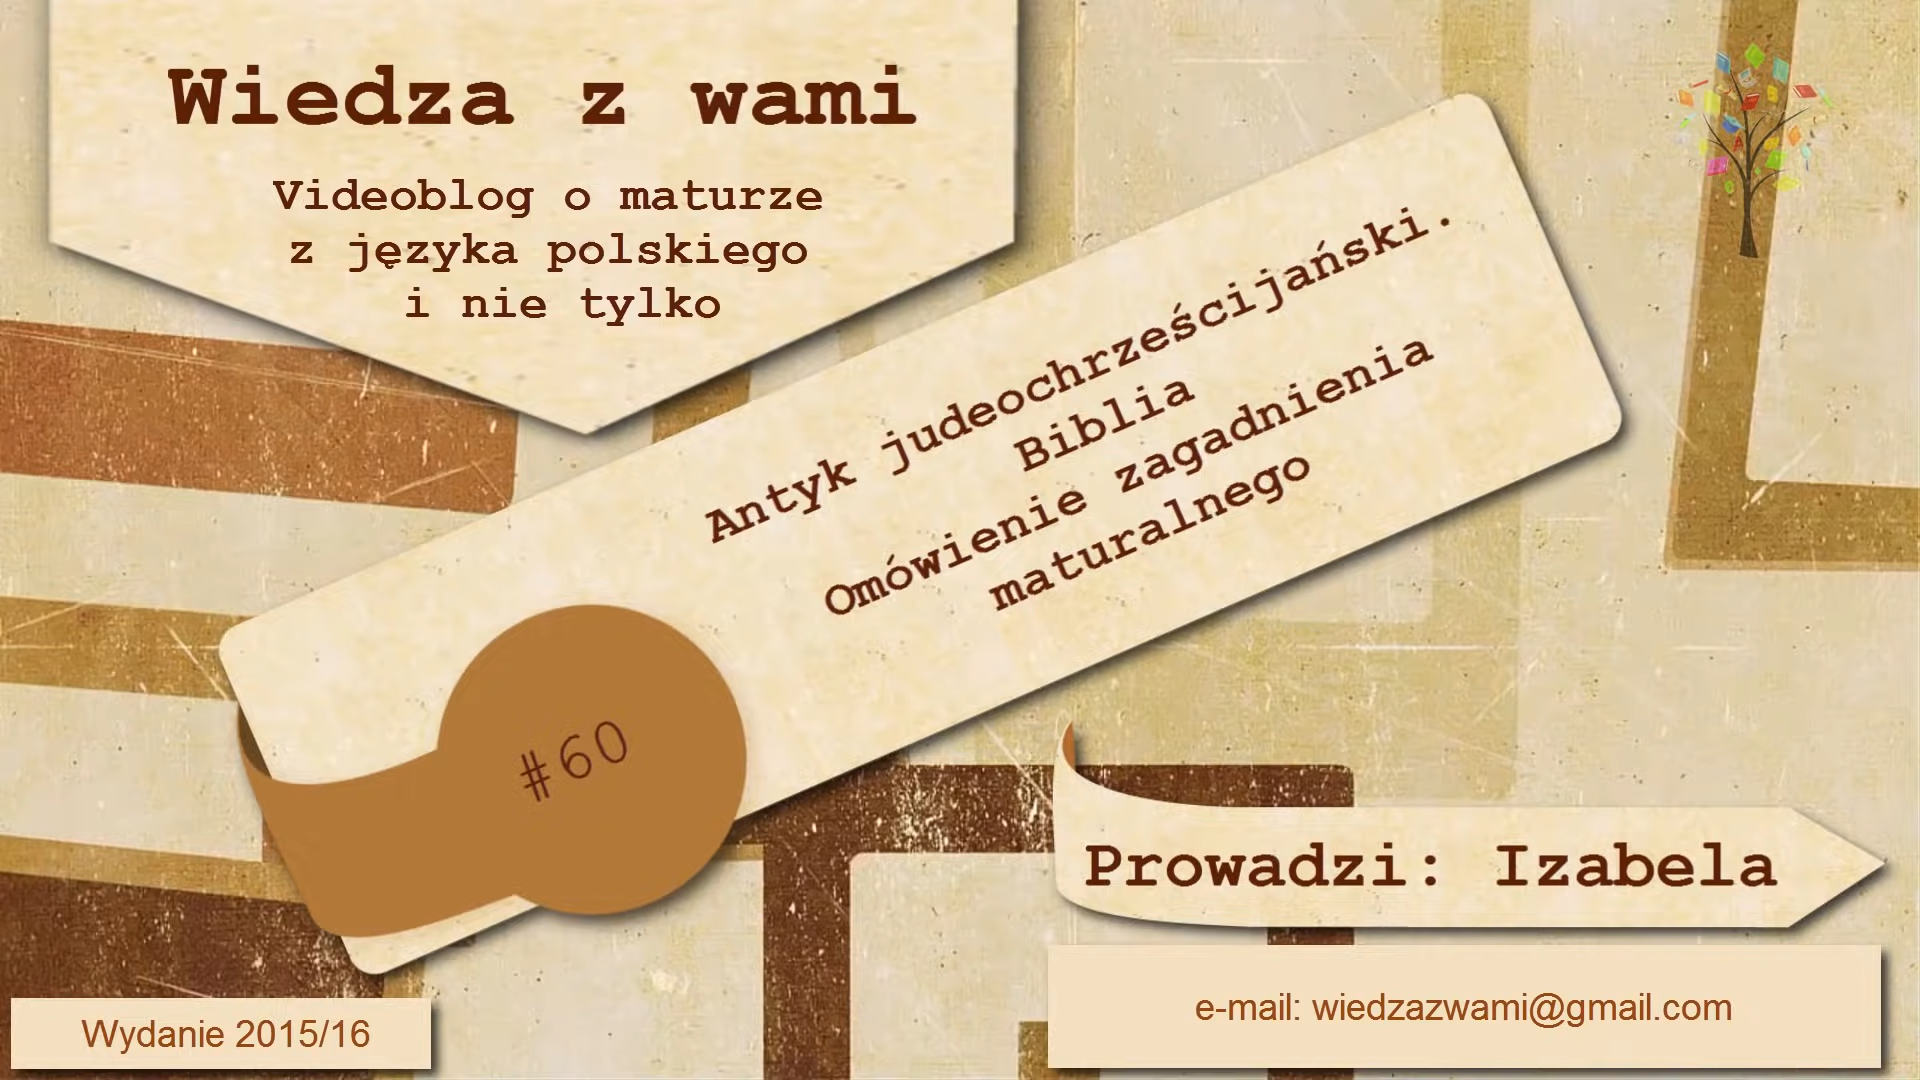 Wiedza z wami
Videoblog o maturze
z języka polskiego
i nie tylko
Antyk judeochrześcijański.
Biblia
Omówienie zagadnienia
maturalnego
#60
Prowadzi: Izabela
e-mail: wiedzazwami@gmail.com
Wydanie 2015/16